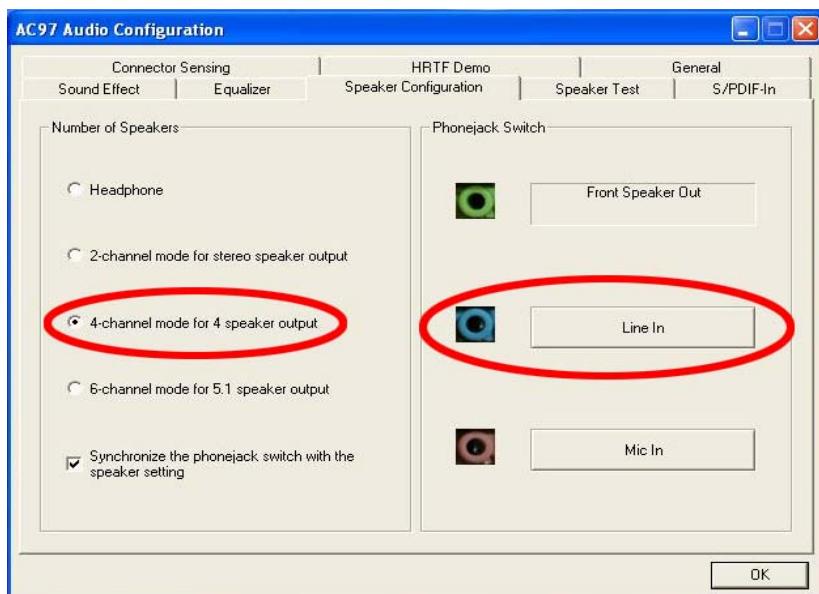 AC97 Audio Configuration
Connector Sensing HRTF Demo General
Sound Effect Equalizer Speaker Configuration Speaker Test S/PDIF-In
Number of Speakers
Headphone
2-channel mode for stereo speaker output
4-channel mode for 4 speaker output
6-channel mode for 5.1 speaker output
Synchronize the phonejack switch with the
speaker setting
Phonejack Switch
Front Speaker Out
Line In
Mic In
OK